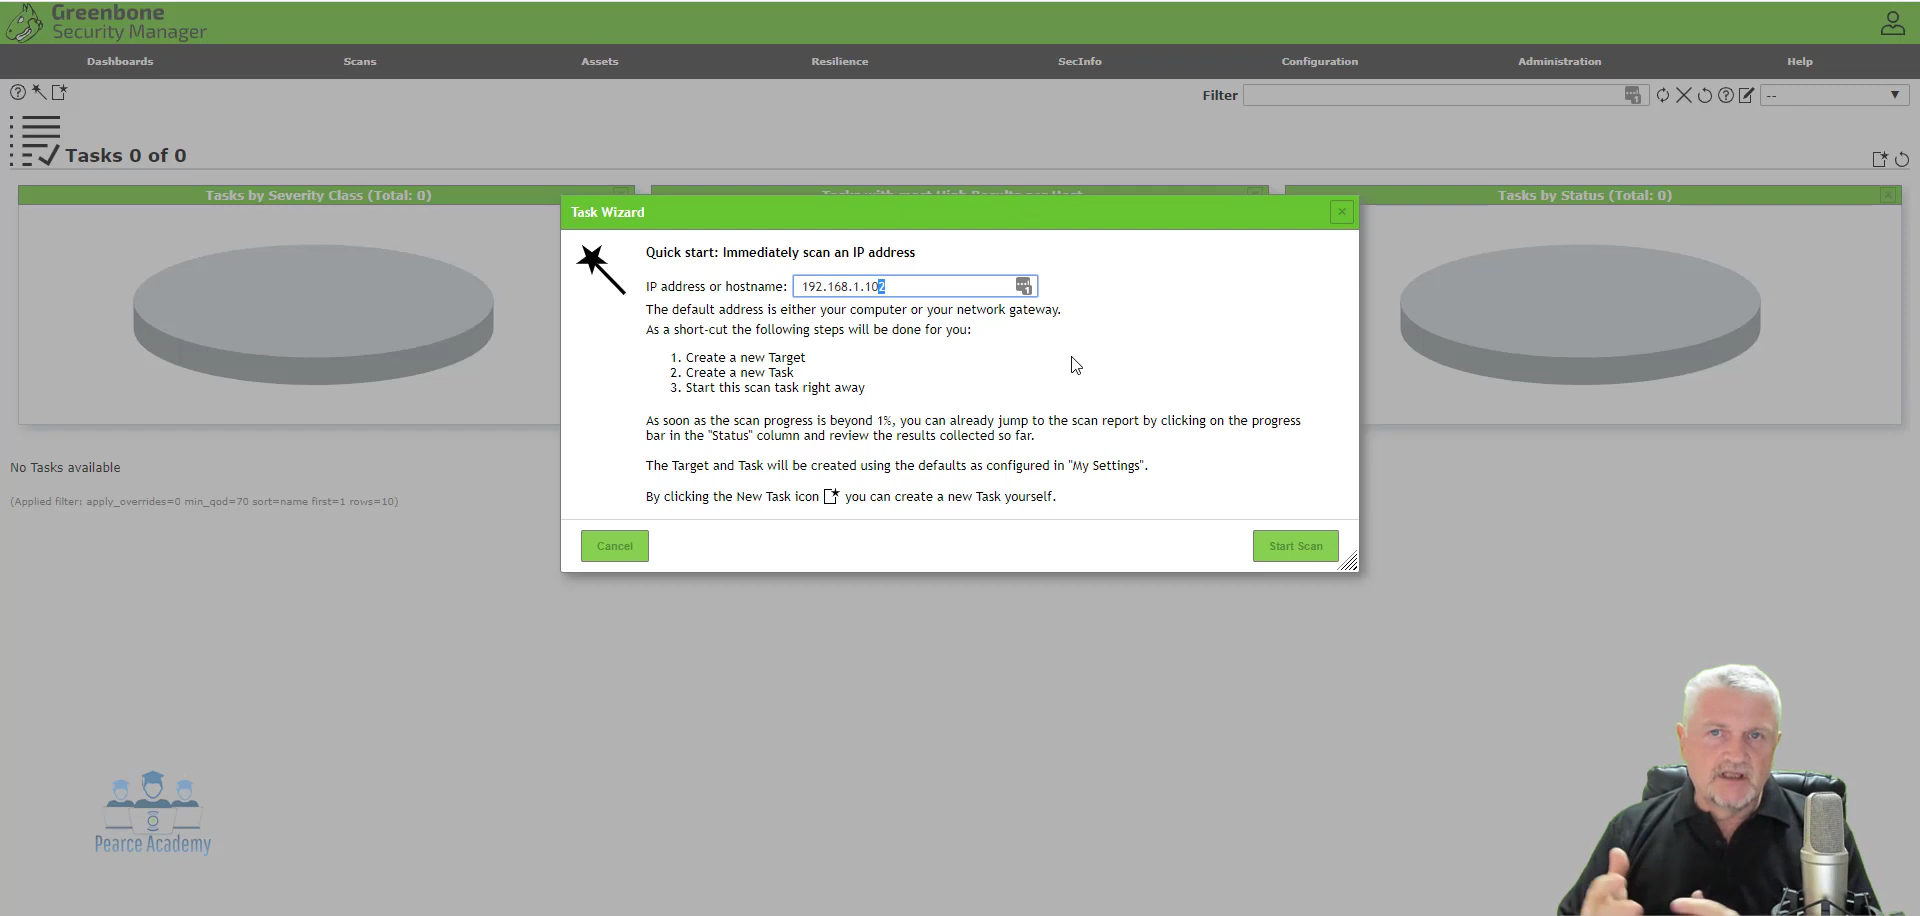 Greenbone
Security Manager
Dashboards
Scans
Assets
Resilience
SecInfo
Configuration
Administration
Help
Filter
--
Tasks 0 of 0
Tasks by Severity Class (Total: 0)
Tasks with most High Results per Host
Tasks by Status (Total: 0)
Task Wizard
Quick start: Immediately scan an IP address
IP address or hostname: 192.168.1.102
The default address is either your computer or your network gateway.
As a short-cut the following steps will be done for you:
1. Create a new Target
2. Create a new Task
3. Start this scan task right away
As soon as the scan progress is beyond 1%, you can already jump to the scan report by clicking on the progress
bar in the "Status" column and review the results collected so far.
The Target and Task will be created using the defaults as configured in "My Settings".
By clicking the New Task icon you can create a new Task yourself.
Cancel
Start Scan
No Tasks available
(Applied filter: apply_overrides=0 min_qod=70 sort=name first=1 rows=10)
Pearce Academy